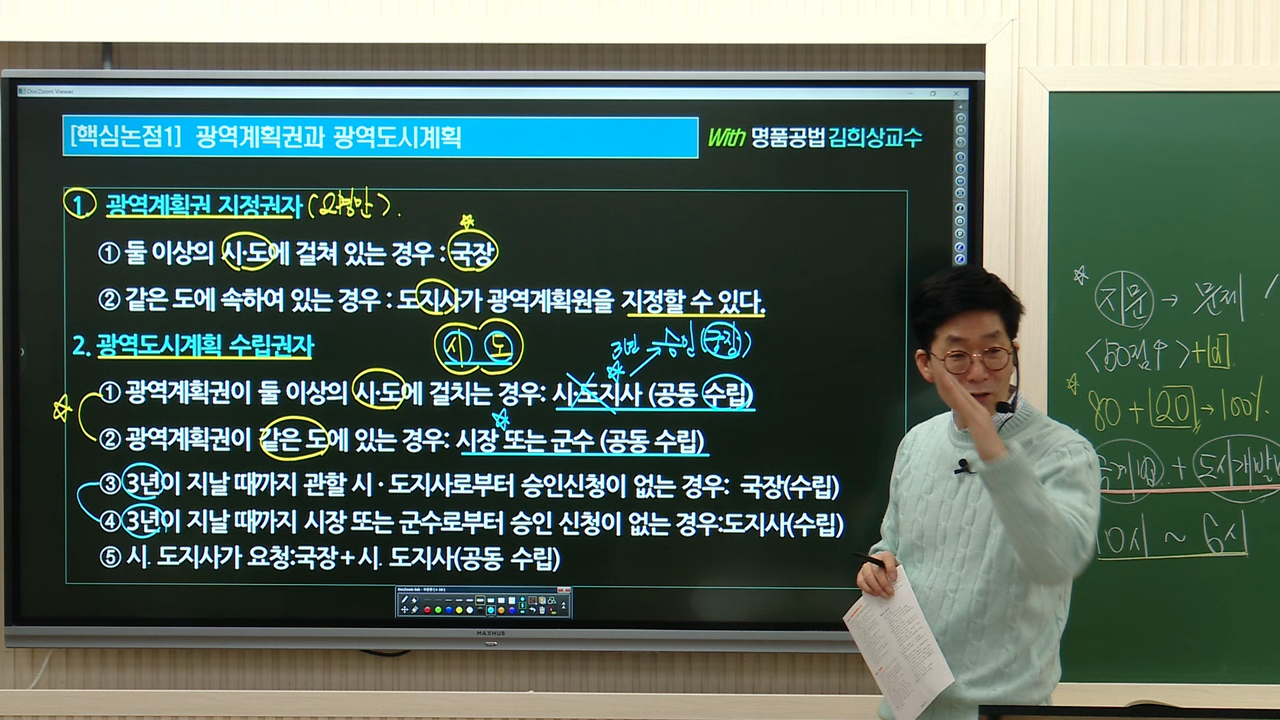 DocZoom Viewer
[핵심논점1] 광역계획권과 광역도시계획
With 명품공법 김희상교수
1. 광역계획권 지정권자
① 둘 이상의 시·도에 걸쳐 있는 경우 : 국장
② 같은 도에 속하여 있는 경우 : 도지사가 광역계획원을 지정할 수 있다.
시 도
3년 → 승인 (국장)
2. 광역도시계획 수립권자
① 광역계획권이 둘 이상의 시·도에 걸치는 경우: 시·도지사 (공동 수립)
② 광역계획권이 같은 도에 있는 경우: 시장 또는 군수 (공동 수립)
③ 3년이 지날 때까지 관할 시·도지사로부터 승인신청이 없는 경우: 국장(수립)
④ 3년이 지날 때까지 시장 또는 군수로부터 승인 신청이 없는 경우:도지사(수립)
⑤ 시. 도지사가 요청:국장+시. 도지사(공동 수립)
MAXHUB
지문 → 문제
<50점↑>+α
80+20→100%
+ 도시개발
10시 ~ 6시